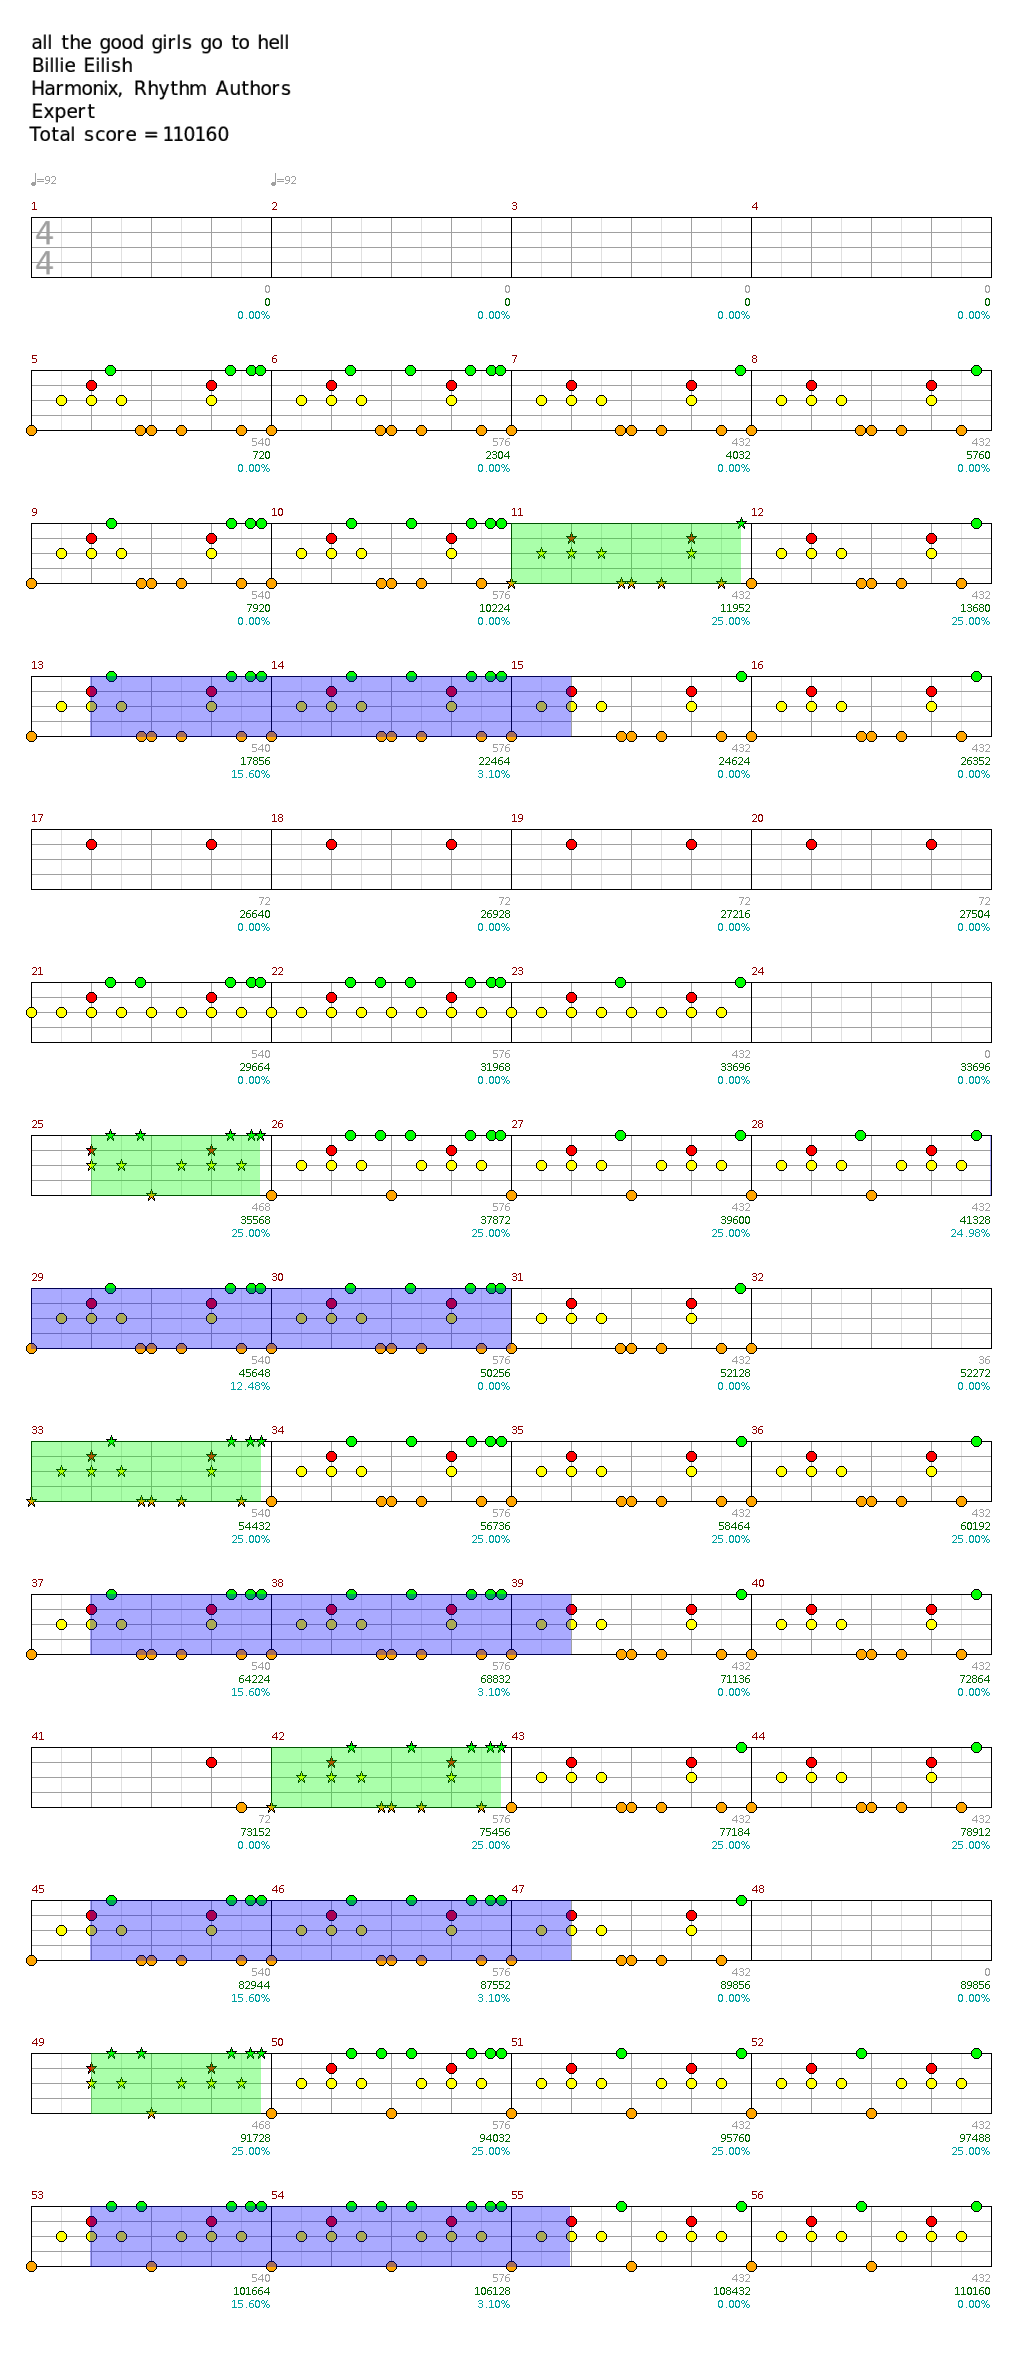 all the good girls go to hell
Billie Eilish
Harmonix, Rhythm Authors
Expert
Total score = 110160
♩=92 ♩=92
1 2 3 4
4
4
0 0 0 0
0 0 0 0
0.00% 0.00% 0.00% 0.00%
5 6 7 8
540 576 432 432
720 2304 4032 5760
0.00% 0.00% 0.00% 0.00%
9 10 11 12
540 576 432 432
7920 10224 11952 13680
0.00% 0.00% 25.00% 25.00%
13 14 15 16
540 576 432 432
17856 22464 24624 26352
15.60% 3.10% 0.00% 0.00%
17 18 19 20
72 72 72 72
26640 26928 27216 27504
0.00% 0.00% 0.00% 0.00%
21 22 23 24
540 576 432 0
29664 31968 33696 33696
0.00% 0.00% 0.00% 0.00%
25 26 27 28
468 576 432 432
35568 37872 39600 41328
25.00% 25.00% 25.00% 24.98%
29 30 31 32
540 576 432 36
45648 50256 52128 52272
12.48% 0.00% 0.00% 0.00%
33 34 35 36
540 576 432 432
54432 56736 58464 60192
25.00% 25.00% 25.00% 25.00%
37 38 39 40
540 576 432 432
64224 68832 71136 72864
15.60% 3.10% 0.00% 0.00%
41 42 43 44
72 576 432 432
73152 75456 77184 78912
0.00% 25.00% 25.00% 25.00%
45 46 47 48
540 576 432 0
82944 87552 89856 89856
15.60% 3.10% 0.00% 0.00%
49 50 51 52
468 576 432 432
91728 94032 95760 97488
25.00% 25.00% 25.00% 25.00%
53 54 55 56
540 576 432 432
101664 106128 108432 110160
15.60% 3.10% 0.00% 0.00%